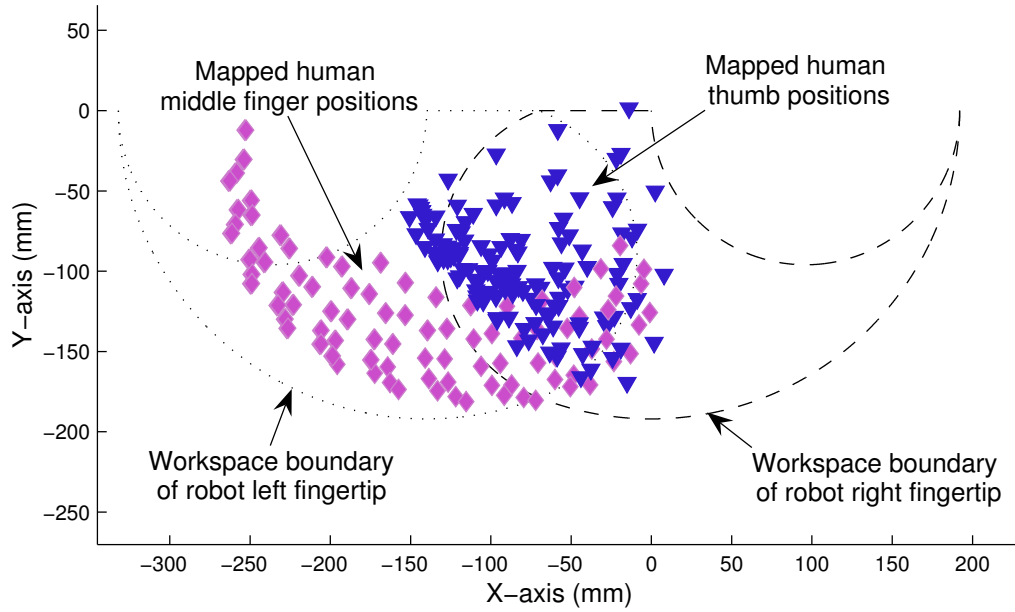 50
0
−50
−100
−150
−200
−250
Y−axis (mm)
Mapped human
middle finger positions
Mapped human
thumb positions
Workspace boundary
of robot left fingertip
Workspace boundary
of robot right fingertip
−300 −250 −200 −150 −100 −50 0 50 100 150 200
X−axis (mm)